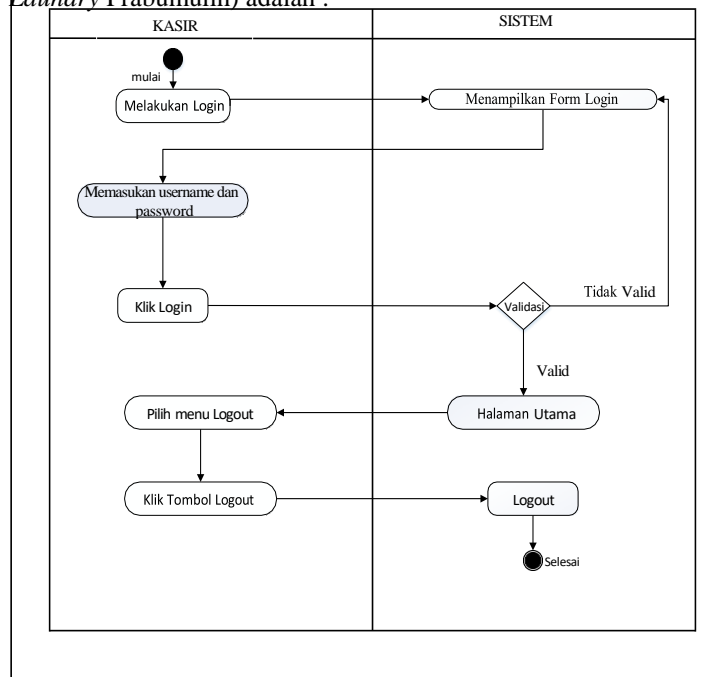 Laundry Prabumulih) adalah :
KASIR
SISTEM
mulai
Melakukan Login
Menampilkan Form Login
Memasukan username dan
password
Klik Login
Validasi
Tidak Valid
Valid
Pilih menu Logout
Halaman Utama
Klik Tombol Logout
Logout
Selesai